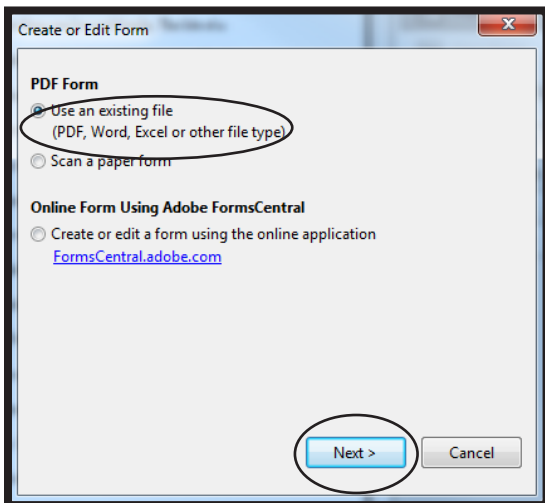 Create or Edit Form
PDF Form
Use an existing file
(PDF, Word, Excel or other file type)
Scan a paper form
Online Form Using Adobe FormsCentral
Create or edit a form using the online application
FormsCentral.adobe.com
Next >
Cancel